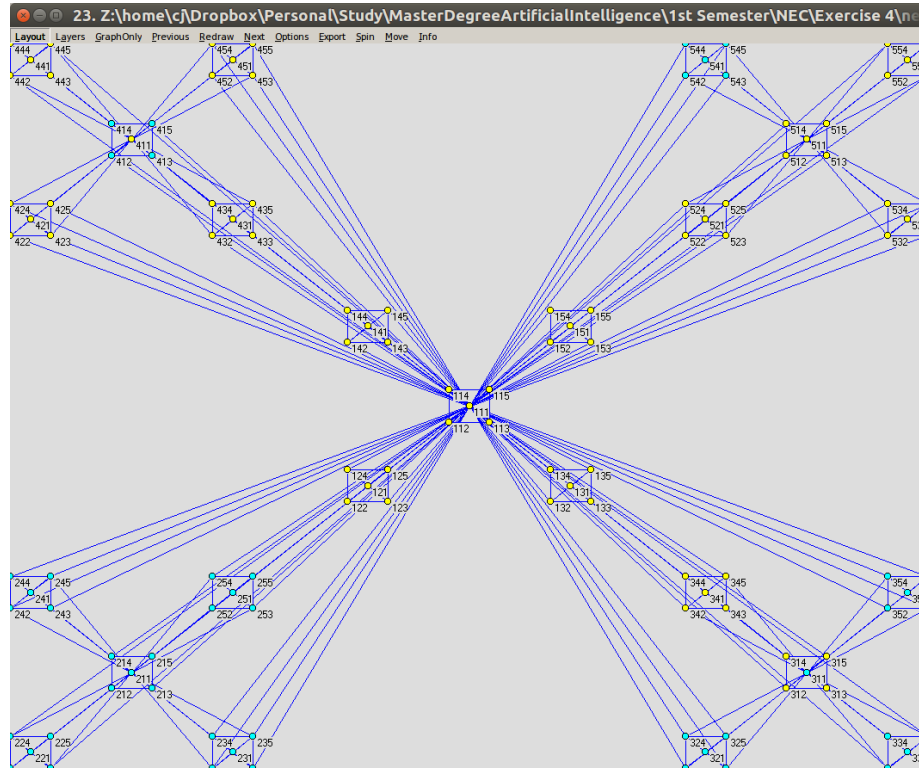 23. Z:\home\cj\Dropbox\Personal\Study\MasterDegreeArtificialIntelligence\1st Semester\NEC\Exercise 4\ne
Layout Layers GraphOnly Previous Redraw Next Options Export Spin Move Info
444 445 454 455 544 545 554
441 451 541
442 443 452 453 542 543 552
414 415 514 515
411 511
412 413 512 513
424 425 434 435 524 525 534
421 431 521
422 423 432 433 522 523 532
144 145 154 155
141 151
142 143 152 153
114 115
111
112 113
124 125 134 135
121 131
122 123 132 133
244 245 254 255 344 345 354
241 251 341
242 243 252 253 342 343 352
214 215 314 315
211 311
212 213 312 313
224 225 234 235 324 325 334
221 231 321